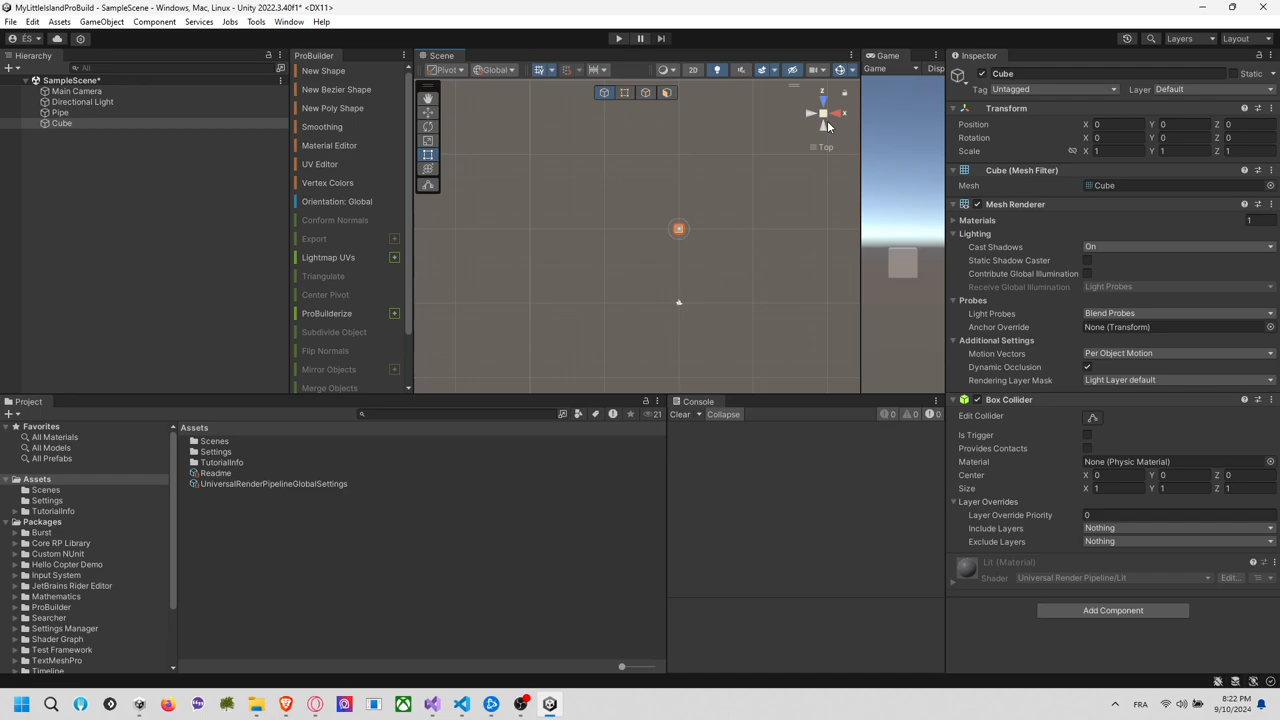 MyLittleIslandProBuild - SampleScene - Windows, Mac, Linux - Unity 2022.3.40f1* <DX11>
File Edit Assets GameObject Component Services Jobs Tools Window Help
ÉS
Layers Layout
Hierarchy
All
SampleScene*
Main Camera
Directional Light
Pipe
Cube
ProBuilder
New Shape
New Bezier Shape
New Poly Shape
Smoothing
Material Editor
UV Editor
Vertex Colors
Orientation: Global
Conform Normals
Export
Lightmap UVs
Triangulate
Center Pivot
ProBuilderize
Subdivide Object
Flip Normals
Mirror Objects
Merge Objects
Scene
Pivot Global 2D
z
x
Top
Game
Game Disp
Inspector
Cube Static
Tag Untagged Layer Default
Transform
Position X 0 Y 0 Z 0
Rotation X 0 Y 0 Z 0
Scale X 1 Y 1 Z 1
Cube (Mesh Filter)
Mesh Cube
Mesh Renderer
Materials 1
Lighting
Cast Shadows On
Static Shadow Caster
Contribute Global Illumination
Receive Global Illumination Light Probes
Probes
Light Probes Blend Probes
Anchor Override None (Transform)
Additional Settings
Motion Vectors Per Object Motion
Dynamic Occlusion
Rendering Layer Mask Light Layer default
Box Collider
Edit Collider
Is Trigger
Provides Contacts
Material None (Physic Material)
Center X 0 Y 0 Z 0
Size X 1 Y 1 Z 1
Layer Overrides
Layer Override Priority 0
Include Layers Nothing
Exclude Layers Nothing
Lit (Material)
Shader Universal Render Pipeline/Lit Edit...
Add Component
Project
21
Favorites
All Materials
All Models
All Prefabs
Assets
Scenes
Settings
TutorialInfo
Packages
Burst
Core RP Library
Custom NUnit
Hello Copter Demo
Input System
JetBrains Rider Editor
Mathematics
ProBuilder
Searcher
Settings Manager
Shader Graph
Test Framework
TextMeshPro
Timeline
Assets
Scenes
Settings
TutorialInfo
Readme
UniversalRenderPipelineGlobalSettings
Console
Clear Collapse 0 0 0
FRA
8:22 PM
9/10/2024